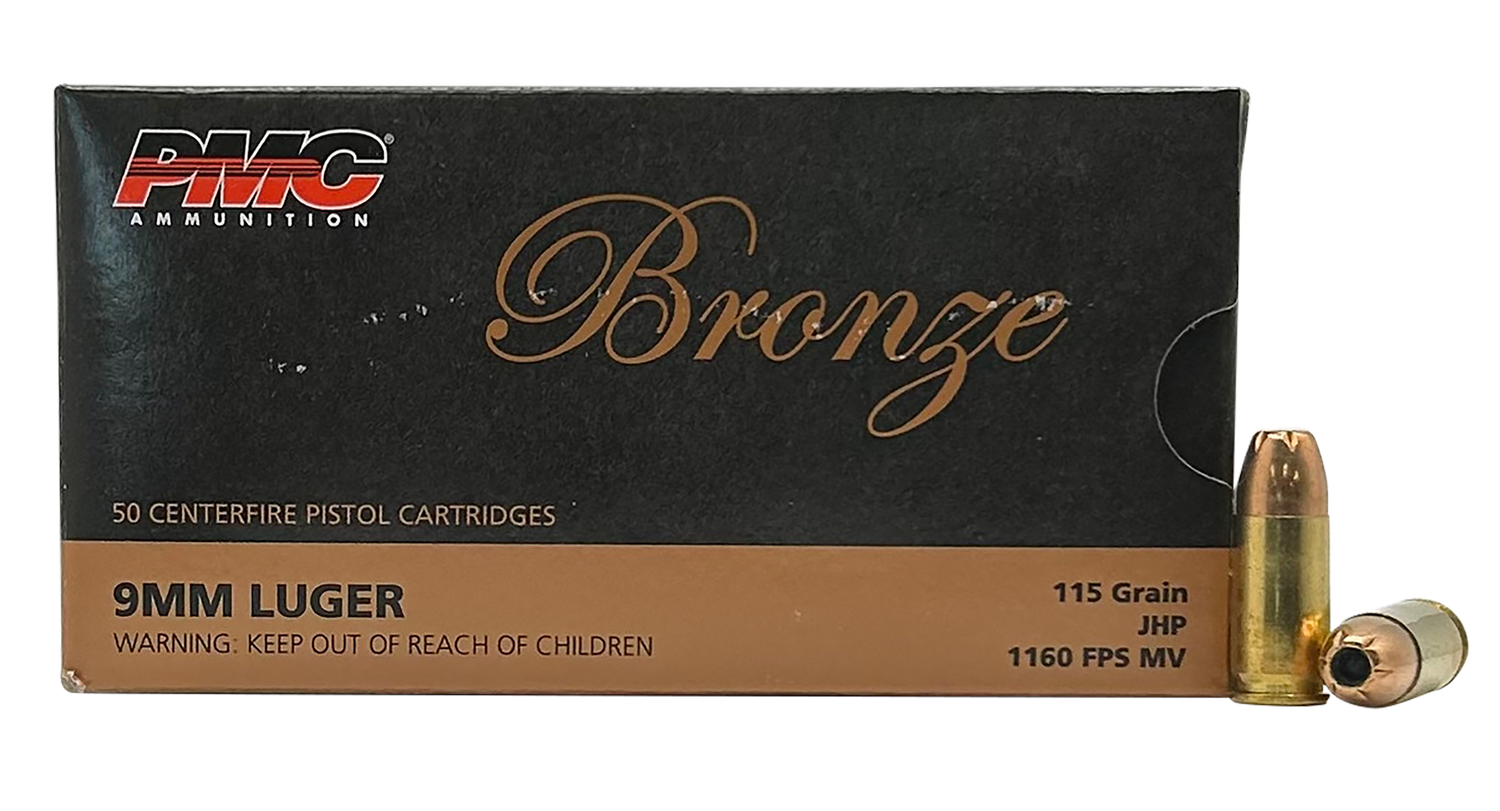 PMC®
AMMUNITION
Bronze
50 CENTERFIRE PISTOL CARTRIDGES
9MM LUGER
WARNING: KEEP OUT OF REACH OF CHILDREN
115 Grain
JHP
1160 FPS MV